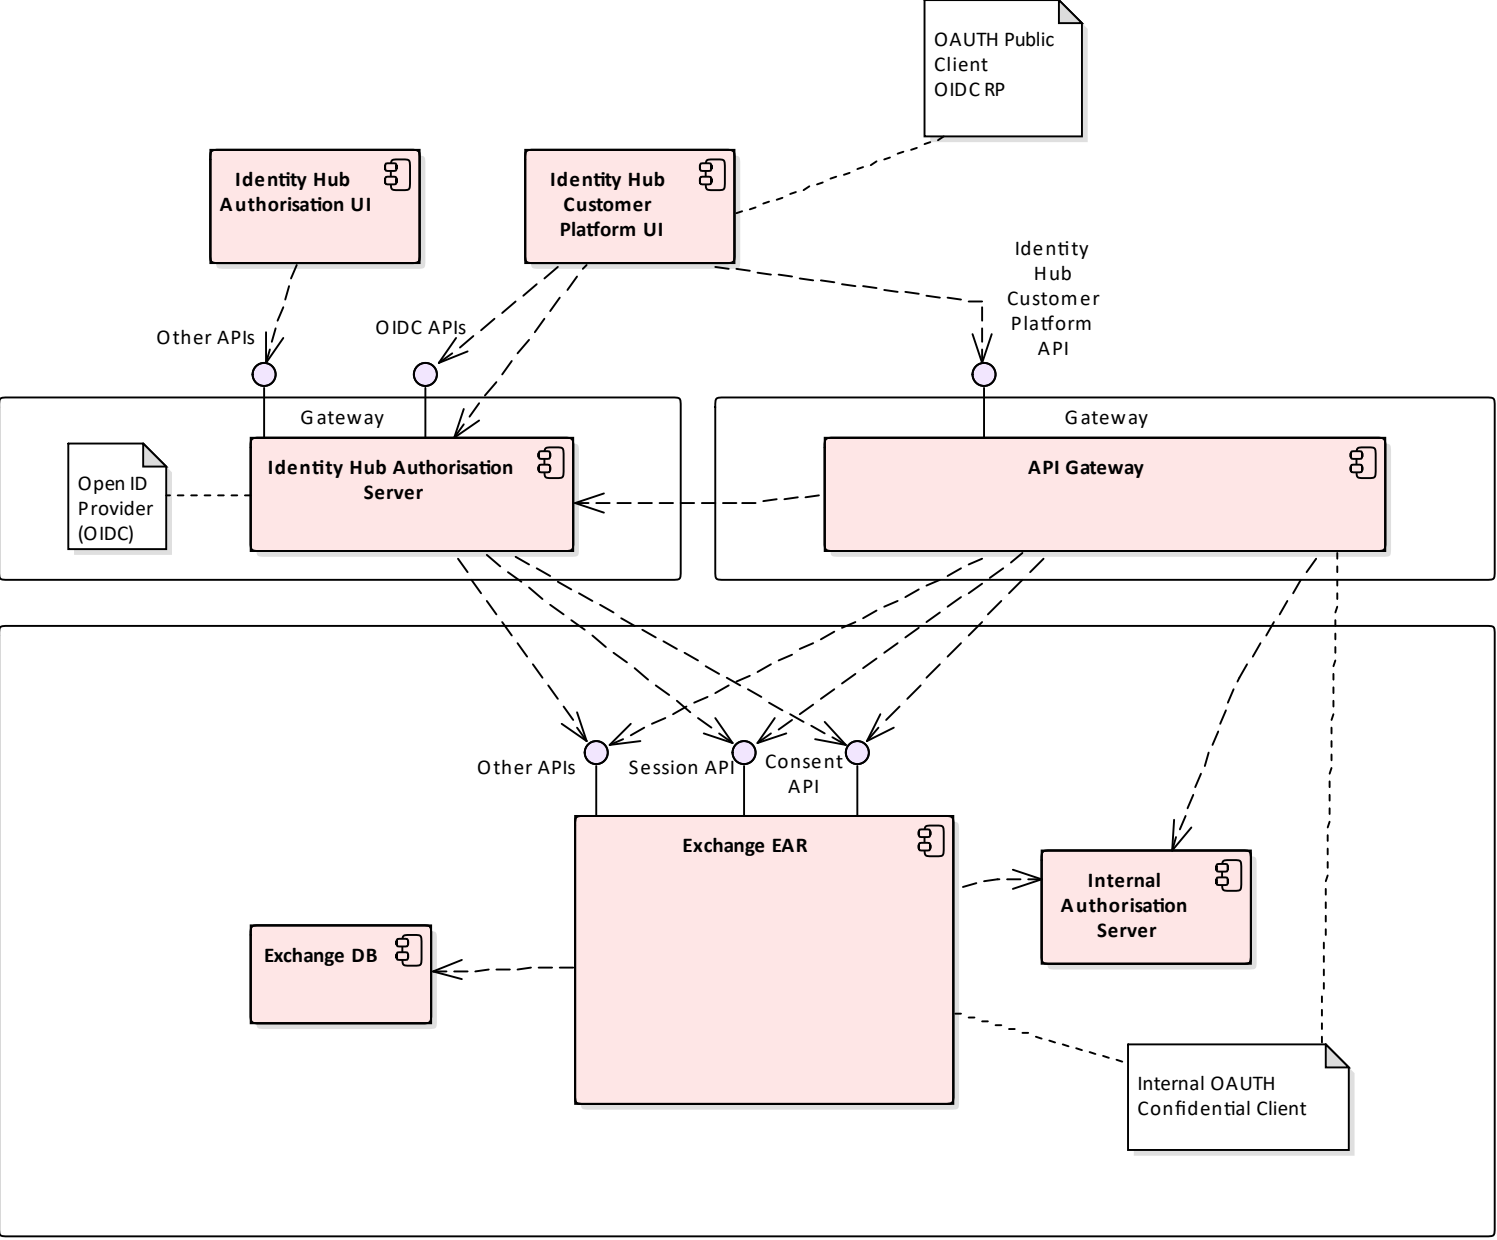 OAUTH Public
Client
OIDC RP
Identity Hub
Authorisation UI
Identity Hub
Customer
Platform UI
Identity
Hub
Customer
Platform
API
Other APIs
OIDC APIs
Gateway
Gateway
Open ID
Provider
(OIDC)
Identity Hub Authorisation
Server
API Gateway
Other APIs
Session API
Consent
API
Exchange EAR
Internal
Authorisation
Server
Exchange DB
Internal OAUTH
Confidential Client